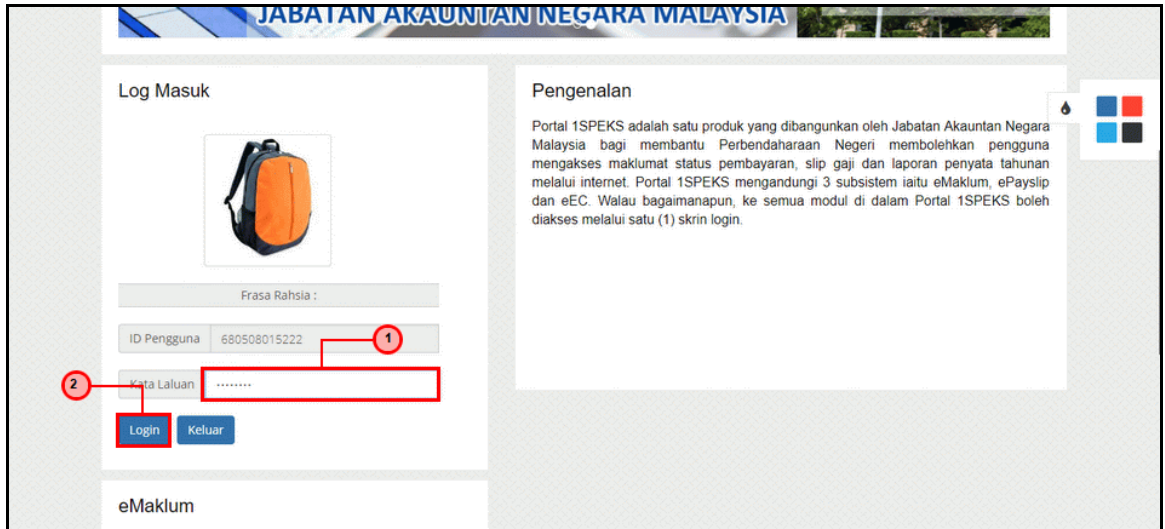 JABATAN AKAUNTAN NEGARA MALAYSIA
Log Masuk
Frasa Rahsia :
ID Pengguna 680508015222
1
Kata Laluan ........
2
Login Keluar
eMaklum
Pengenalan
Portal 1SPEKS adalah satu produk yang dibangunkan oleh Jabatan Akauntan Negara
Malaysia bagi membantu Perbendaharaan Negeri membolehkan pengguna
mengakses maklumat status pembayaran, slip gaji dan laporan penyata tahunan
melalui internet. Portal 1SPEKS mengandungi 3 subsistem iaitu eMaklum, ePayslip
dan eEC. Walau bagaimanapun, ke semua modul di dalam Portal 1SPEKS boleh
diakses melalui satu (1) skrin login.